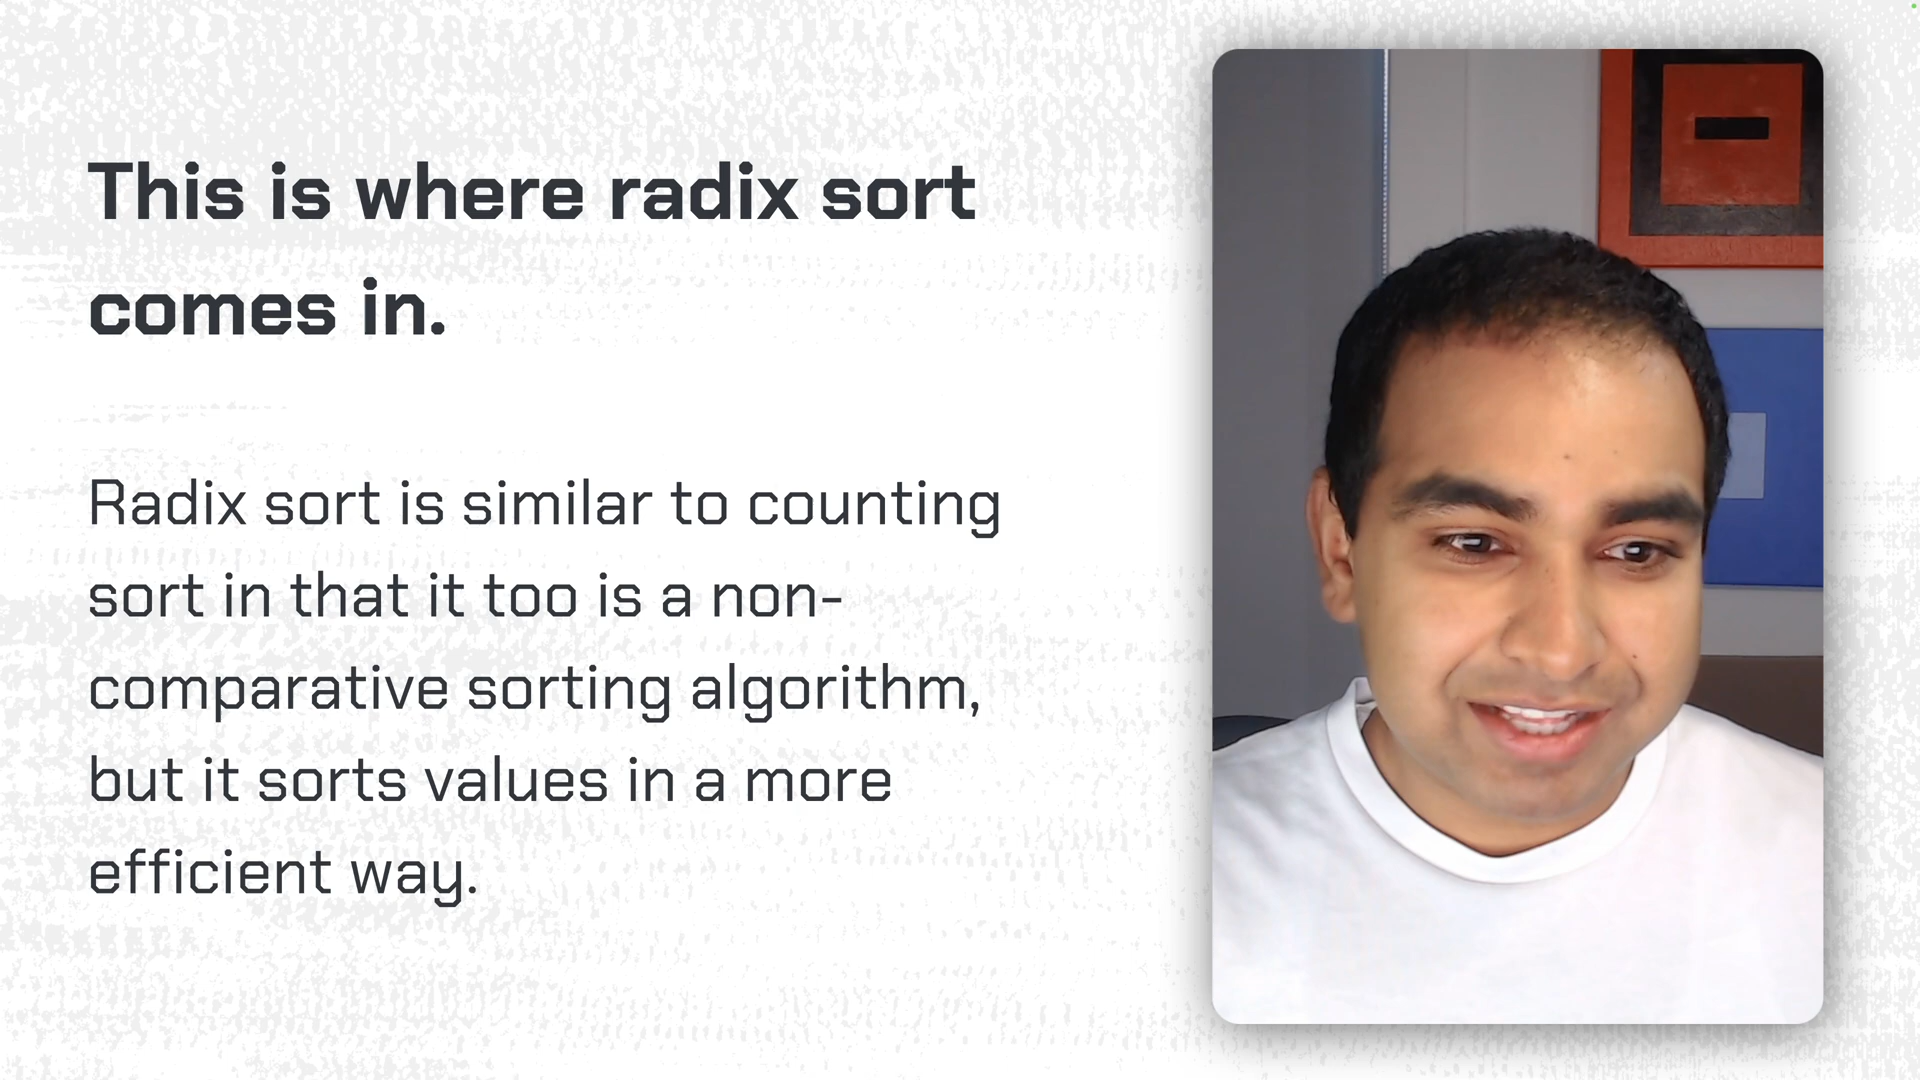 This is where radix sort
comes in.
Radix sort is similar to counting
sort in that it too is a non-
comparative sorting algorithm,
but it sorts values in a more
efficient way.